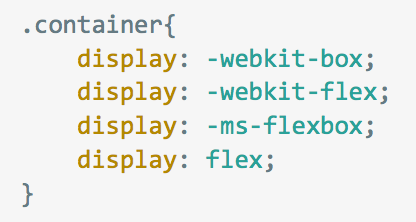 .container{
    display: -webkit-box;
    display: -webkit-flex;
    display: -ms-flexbox;
    display: flex;
}